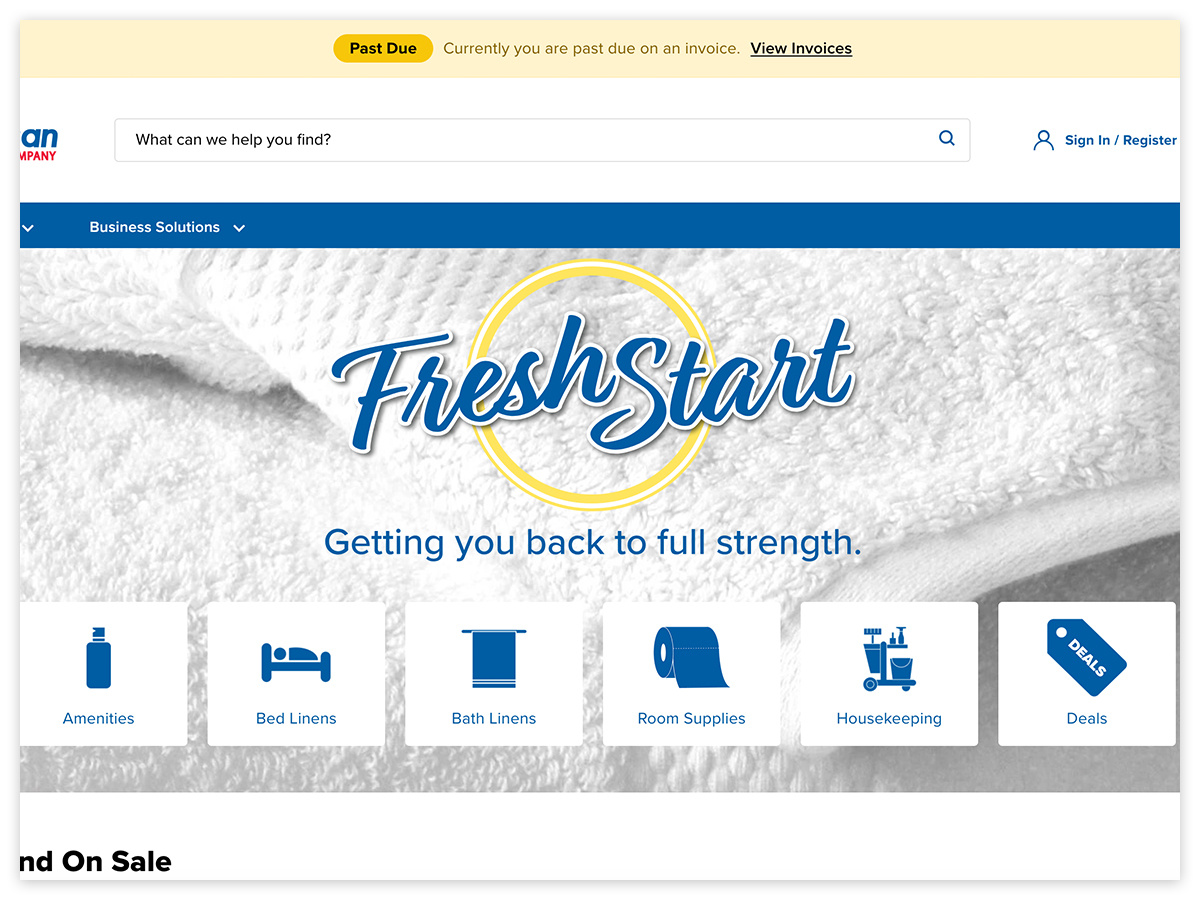 Past Due Currently you are past due on an invoice. View Invoices
an
MPANY
What can we help you find?
Sign In / Register
Business Solutions
FreshStart
Getting you back to full strength.
DEALS
Amenities Bed Linens Bath Linens Room Supplies Housekeeping Deals
nd On Sale